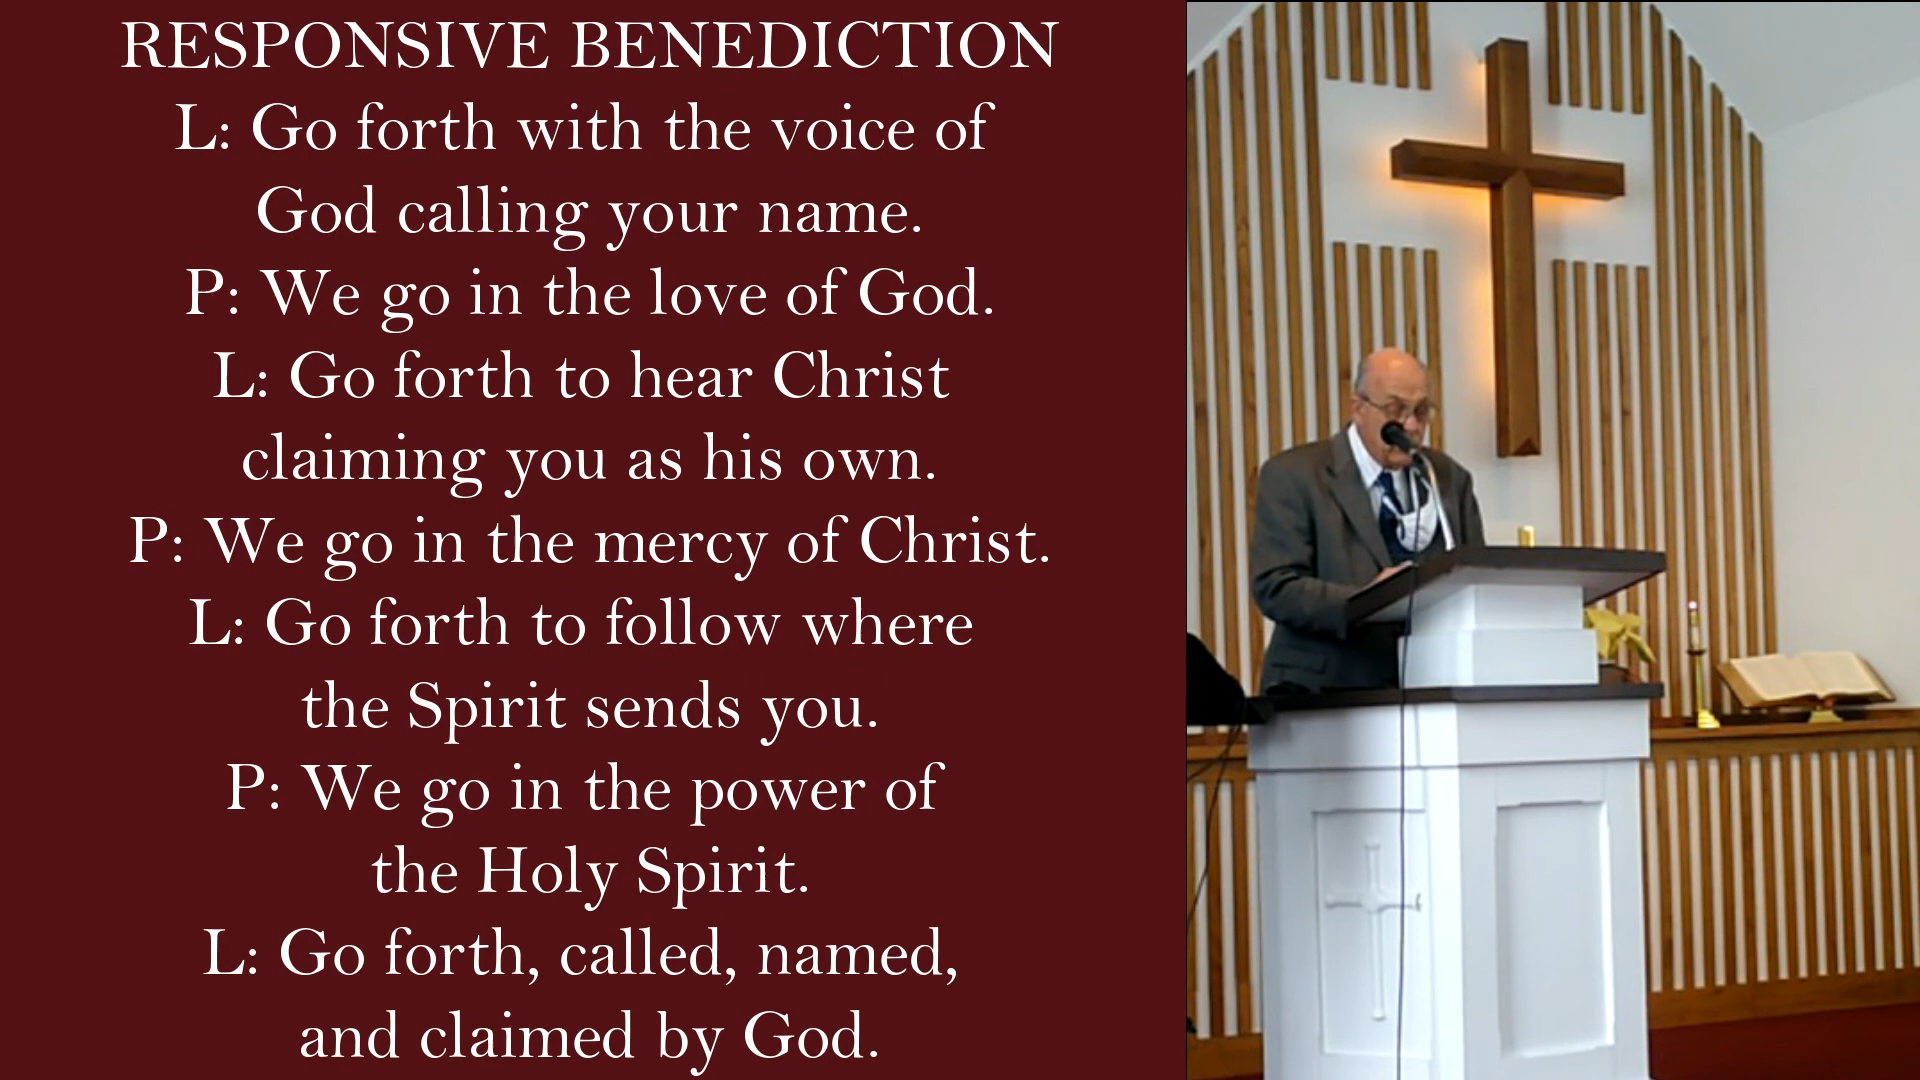 RESPONSIVE BENEDICTION
L: Go forth with the voice of
God calling your name.
P: We go in the love of God.
L: Go forth to hear Christ
claiming you as his own.
P: We go in the mercy of Christ.
L: Go forth to follow where
the Spirit sends you.
P: We go in the power of
the Holy Spirit.
L: Go forth, called, named,
and claimed by God.